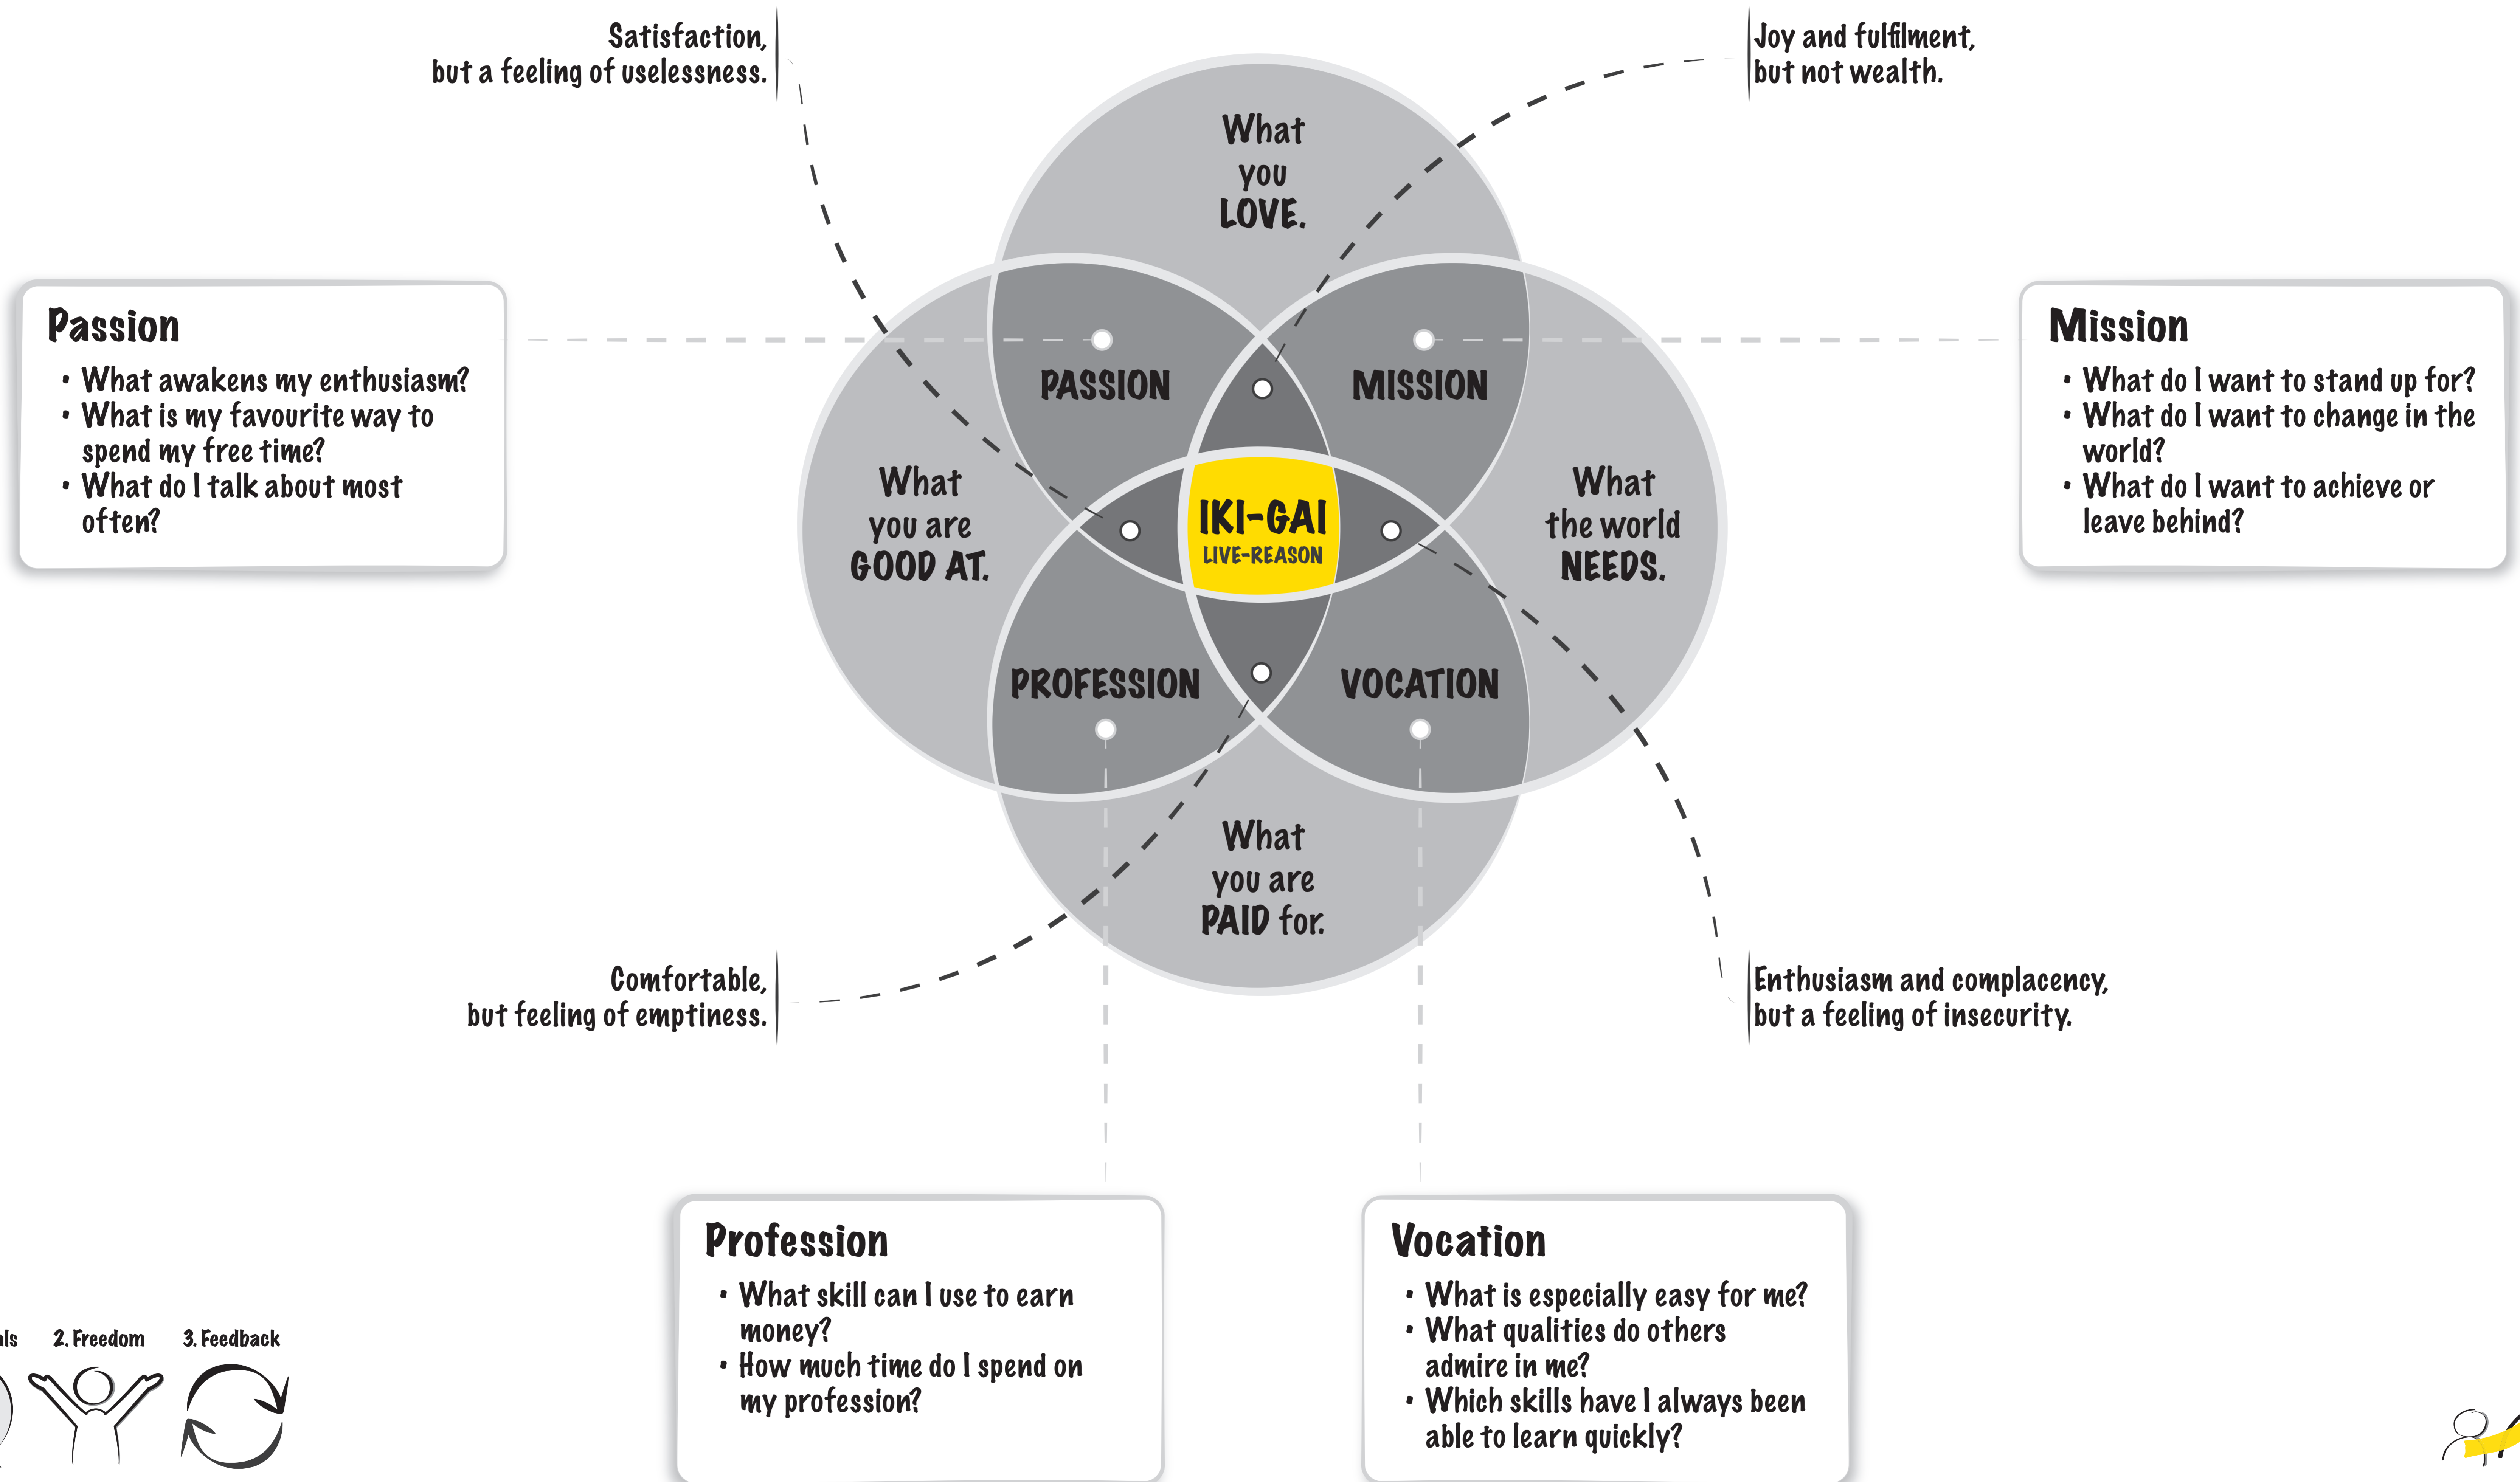 Satisfaction,
but a feeling of uselessness.
Joy and fulfilment,
but not wealth.
What
you
LOVE.
Passion
• What awakens my enthusiasm?
• What is my favourite way to
spend my free time?
• What do I talk about most
often?
PASSION
MISSION
Mission
• What do I want to stand up for?
• What do I want to change in the
world?
• What do I want to achieve or
leave behind?
What
you are
GOOD AT.
IKI-GAI
LIVE-REASON
What
the world
NEEDS.
PROFESSION
VOCATION
What
you are
PAID for.
Comfortable,
but feeling of emptiness.
Enthusiasm and complacency,
but a feeling of insecurity.
Profession
• What skill can I use to earn
money?
• How much time do I spend on
my profession?
Vocation
• What is especially easy for me?
• What qualities do others
admire in me?
• Which skills have I always been
able to learn quickly?
2. Freedom
3. Feedback